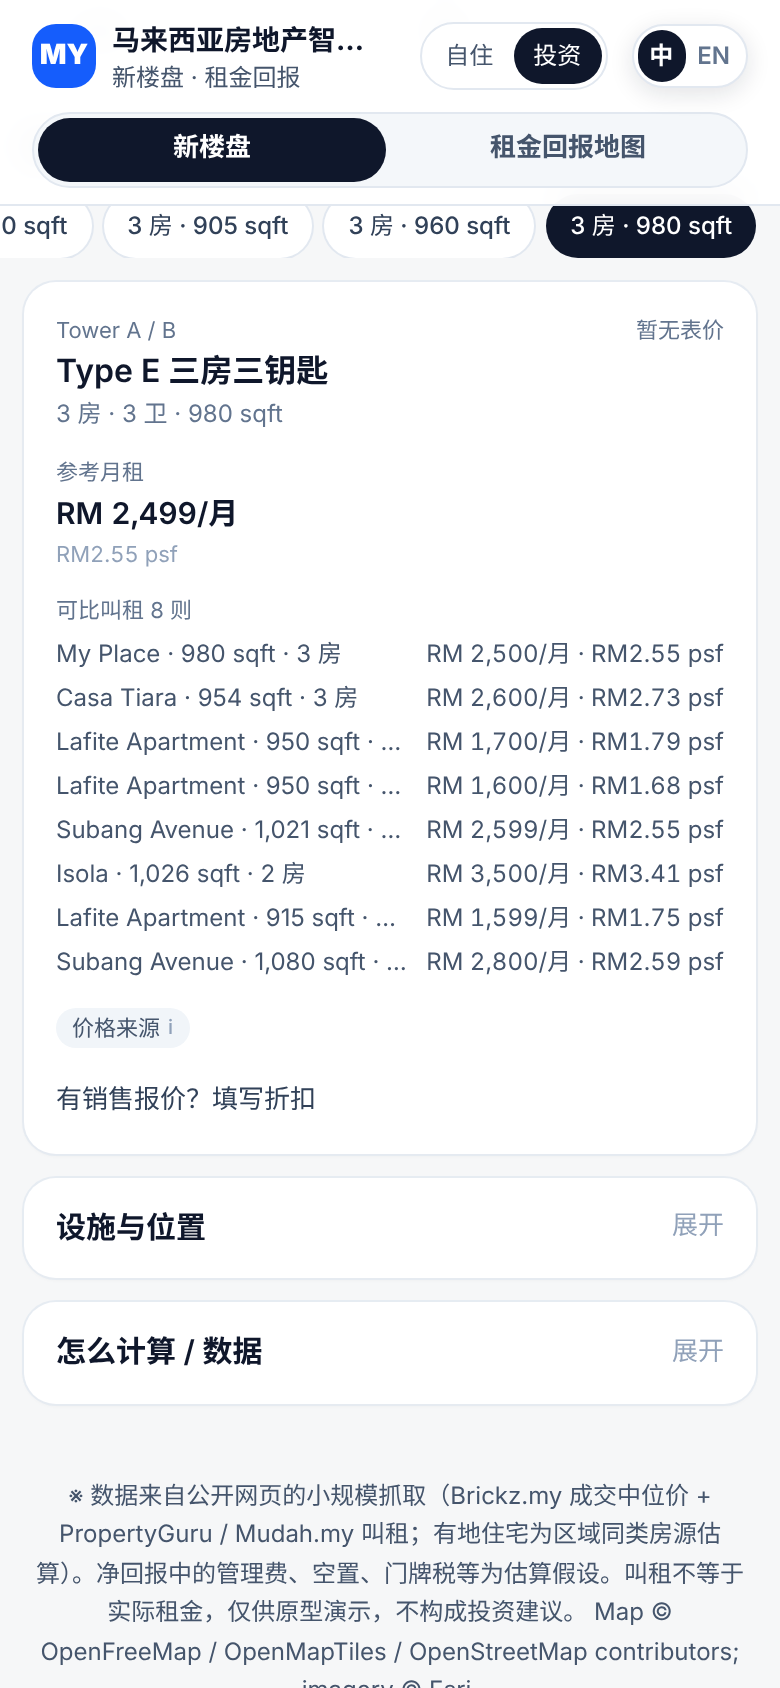 MY
马来西亚房地产智...
新楼盘 · 租金回报
自住
投资
中
EN
新楼盘
租金回报地图
0 sqft
3 房 · 905 sqft
3 房 · 960 sqft
3 房 · 980 sqft
Tower A / B
暂无表价
Type E 三房三钥匙
3 房 · 3 卫 · 980 sqft
参考月租
RM 2,499/月
RM2.55 psf
可比叫租 8 则
My Place · 980 sqft · 3 房 RM 2,500/月 · RM2.55 psf
Casa Tiara · 954 sqft · 3 房 RM 2,600/月 · RM2.73 psf
Lafite Apartment · 950 sqft · ... RM 1,700/月 · RM1.79 psf
Lafite Apartment · 950 sqft · ... RM 1,600/月 · RM1.68 psf
Subang Avenue · 1,021 sqft · ... RM 2,599/月 · RM2.55 psf
Isola · 1,026 sqft · 2 房 RM 3,500/月 · RM3.41 psf
Lafite Apartment · 915 sqft · ... RM 1,599/月 · RM1.75 psf
Subang Avenue · 1,080 sqft · ... RM 2,800/月 · RM2.59 psf
价格来源 i
有销售报价？填写折扣
设施与位置
展开
怎么计算 / 数据
展开
※ 数据来自公开网页的小规模抓取（Brickz.my 成交中位价 +
PropertyGuru / Mudah.my 叫租；有地住宅为区域同类房源估
算）。净回报中的管理费、空置、门牌税等为估算假设。叫租不等于
实际租金，仅供原型演示，不构成投资建议。 Map ©
OpenFreeMap / OpenMapTiles / OpenStreetMap contributors;
imagery © Esri